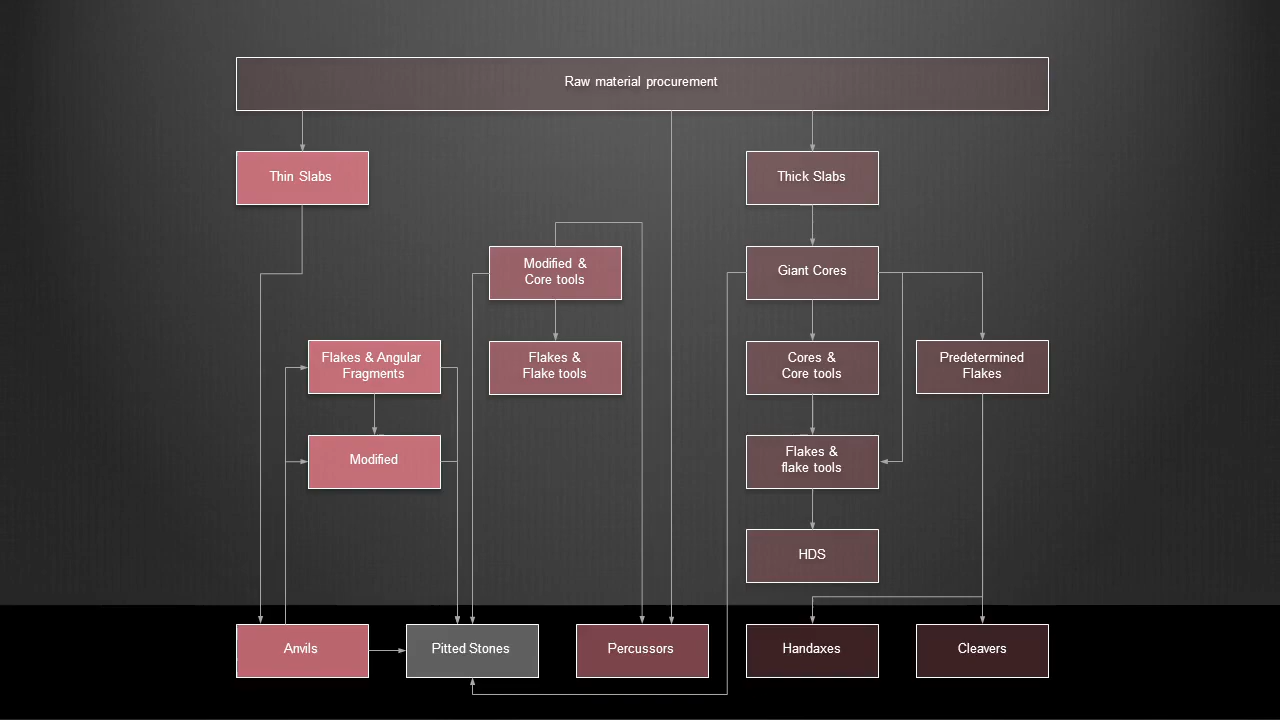 Raw material procurement
Thin Slabs
Thick Slabs
Modified &
Core tools
Giant Cores
Flakes & Angular
Fragments
Flakes &
Flake tools
Cores &
Core tools
Predetermined
Flakes
Modified
Flakes &
flake tools
HDS
Anvils
Pitted Stones
Percussors
Handaxes
Cleavers